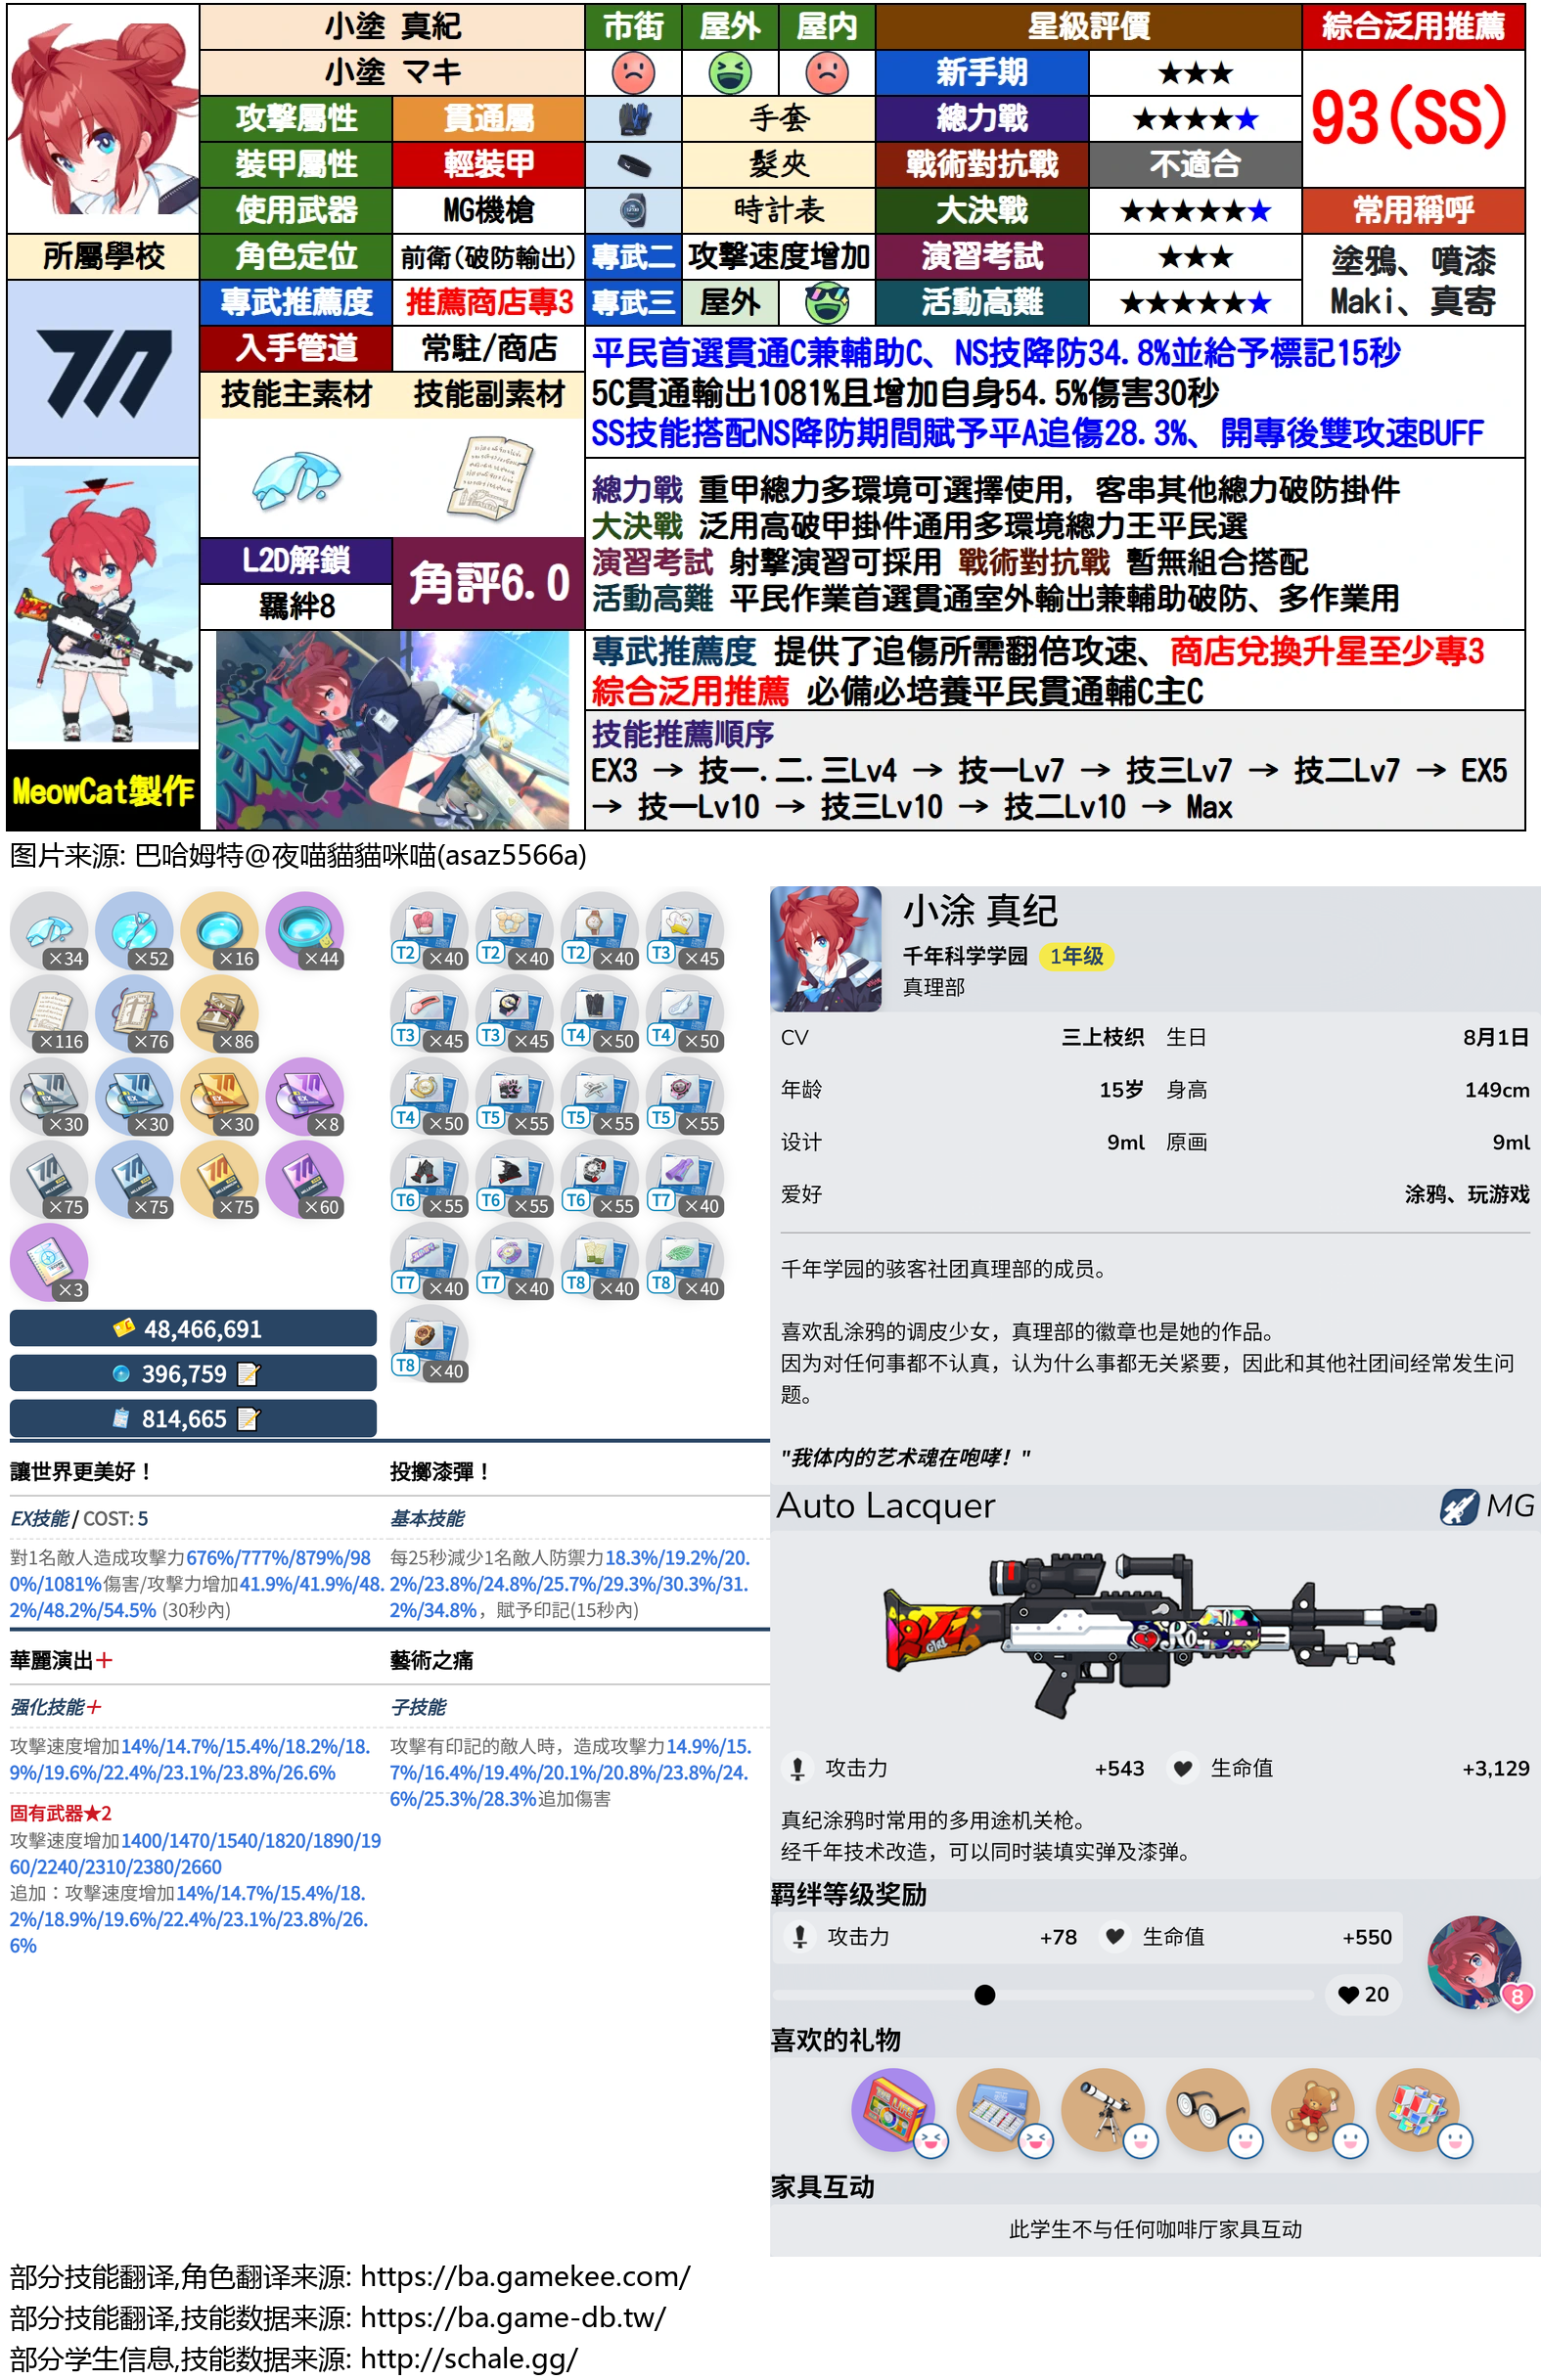 小塗 真紀
市街 屋外 屋内
星級評價
綜合泛用推薦
小塗 マキ
新手期 ★★★
93(SS)
攻擊屬性 貫通屬
手套
總力戰 ★★★★★
裝甲屬性 輕裝甲
髮夾
戰術對抗戰 不適合
使用武器 MG機槍
時計表
大決戰 ★★★★★★
常用稱呼
所屬學校
角色定位 前衛(破防輸出)
專武二 攻擊速度增加
演習考試 ★★★
塗鴉、噴漆
Maki、真寄
專武推薦度 推薦商店專3
專武三 屋外
活動高難 ★★★★★★
入手管道 常駐/商店
技能主素材 技能副素材
平民首選貫通C兼輔助C、NS技降防34.8%並給予標記15秒
5C貫通輸出1081%且增加自身54.5%傷害30秒
SS技能搭配NS降防期間賦予平A追傷28.3%、開專後雙攻速BUFF
總力戰 重甲總力多環境可選擇使用, 客串其他總力破防掛件
大決戰 泛用高破甲掛件通用多環境總力王平民選
演習考試 射擊演習可採用 戰術對抗戰 暫無組合搭配
活動高難 平民作業首選貫通室外輸出兼輔助破防、多作業用
L2D解鎖
羈絆8
角評6.0
專武推薦度 提供了追傷所需翻倍攻速、商店兌換升星至少專3
綜合泛用推薦 必備必培養平民貫通輔C主C
技能推薦順序
EX3 → 技一.二.三Lv4 → 技一Lv7 → 技三Lv7 → 技二Lv7 → EX5
→ 技一Lv10 → 技三Lv10 → 技二Lv10 → Max
MeowCat製作
图片来源: 巴哈姆特@夜喵貓貓咪喵(asaz5566a)
×34 ×52 ×16 ×44
×116 ×76 ×86
×30 ×30 ×30 ×8
×75 ×75 ×75 ×60
×3
48,466,691
396,759
814,665
T2 ×40 T2 ×40 T2 ×40 T3 ×45
T3 ×45 T3 ×45 T4 ×50 T4 ×50
T4 ×50 T5 ×55 T5 ×55 T5 ×55
T6 ×55 T6 ×55 T6 ×55 T7 ×40
T7 ×40 T7 ×40 T8 ×40 T8 ×40
T8 ×40
讓世界更美好！
EX技能 / COST: 5
對1名敵人造成攻擊力676%/777%/879%/98
0%/1081%傷害/攻擊力增加41.9%/41.9%/48.
2%/48.2%/54.5% (30秒內)
投擲漆彈！
基本技能
每25秒減少1名敵人防禦力18.3%/19.2%/20.
2%/23.8%/24.8%/25.7%/29.3%/30.3%/31.
2%/34.8%，賦予印記(15秒內)
華麗演出+
强化技能+
攻擊速度增加14%/14.7%/15.4%/18.2%/18.
9%/19.6%/22.4%/23.1%/23.8%/26.6%
固有武器★2
攻擊速度增加1400/1470/1540/1820/1890/19
60/2240/2310/2380/2660
追加：攻擊速度增加14%/14.7%/15.4%/18.
2%/18.9%/19.6%/22.4%/23.1%/23.8%/26.
6%
藝術之痛
子技能
攻擊有印記的敵人時，造成攻擊力14.9%/15.
7%/16.4%/19.4%/20.1%/20.8%/23.8%/24.
6%/25.3%/28.3%追加傷害
小涂 真纪
千年科学学园 1年级
真理部
CV 三上枝织 生日 8月1日
年龄 15岁 身高 149cm
设计 9ml 原画 9ml
爱好 涂鸦、玩游戏
千年学园的骇客社团真理部的成员。
喜欢乱涂鸦的调皮少女，真理部的徽章也是她的作品。
因为对任何事都不认真，认为什么事都无关紧要，因此和其他社团间经常发生问
题。
"我体内的艺术魂在咆哮！"
Auto Lacquer MG
攻击力 +543 生命值 +3,129
真纪涂鸦时常用的多用途机关枪。
经千年技术改造，可以同时装填实弹及漆弹。
羁绊等级奖励
攻击力 +78 生命值 +550
20
8
喜欢的礼物
家具互动
此学生不与任何咖啡厅家具互动
部分技能翻译,角色翻译来源: https://ba.gamekee.com/
部分技能翻译,技能数据来源: https://ba.game-db.tw/
部分学生信息,技能数据来源: http://schale.gg/